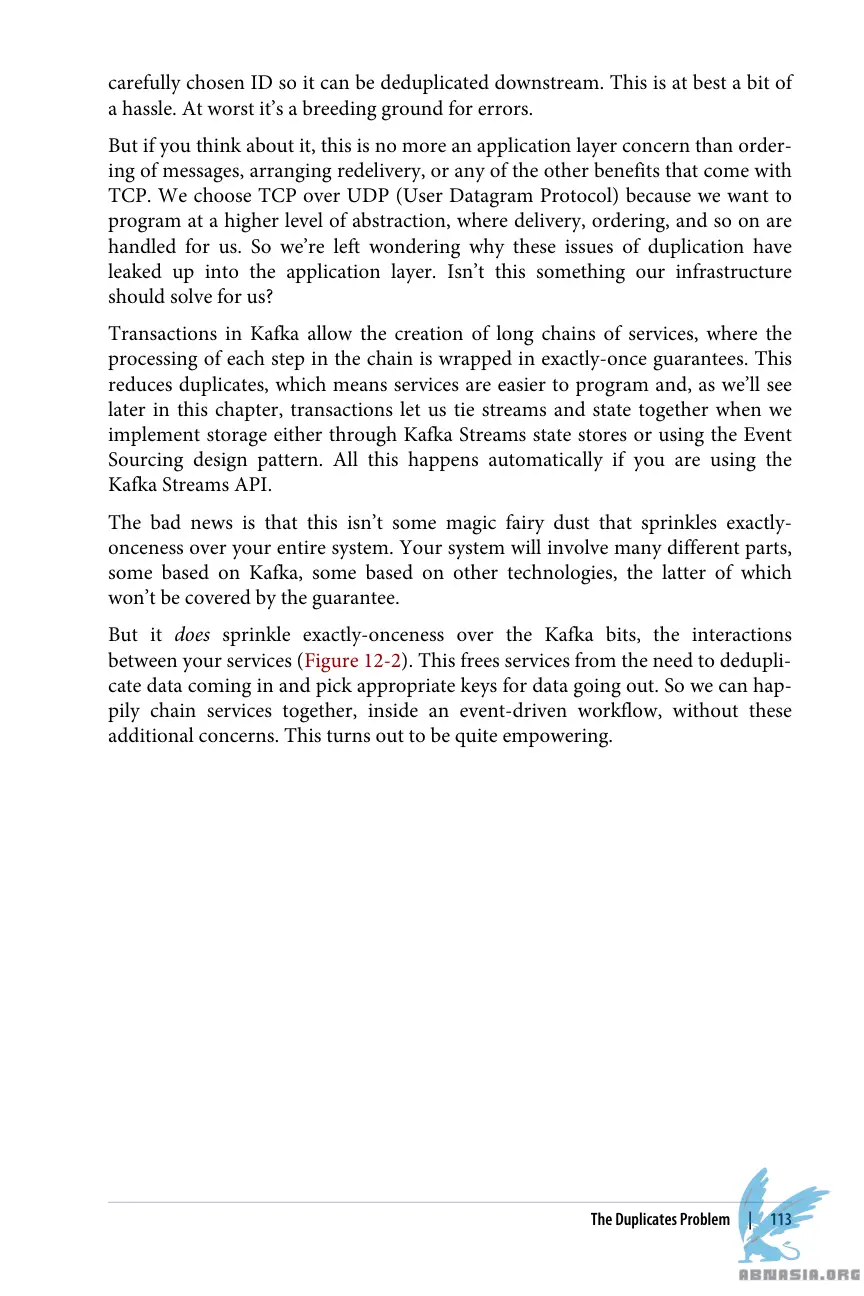 carefully chosen ID so it can be deduplicated downstream. This is at best a bit of
a hassle. At worst it’s a breeding ground for errors.
But if you think about it, this is no more an application layer concern than order-
ing of messages, arranging redelivery, or any of the other benefits that come with
TCP. We choose TCP over UDP (User Datagram Protocol) because we want to
program at a higher level of abstraction, where delivery, ordering, and so on are
handled for us. So we’re left wondering why these issues of duplication have
leaked up into the application layer. Isn’t this something our infrastructure
should solve for us?
Transactions in Kafka allow the creation of long chains of services, where the
processing of each step in the chain is wrapped in exactly-once guarantees. This
reduces duplicates, which means services are easier to program and, as we’ll see
later in this chapter, transactions let us tie streams and state together when we
implement storage either through Kafka Streams state stores or using the Event
Sourcing design pattern. All this happens automatically if you are using the
Kafka Streams API.
The bad news is that this isn’t some magic fairy dust that sprinkles exactly-
onceness over your entire system. Your system will involve many different parts,
some based on Kafka, some based on other technologies, the latter of which
won’t be covered by the guarantee.
But it does sprinkle exactly-onceness over the Kafka bits, the interactions
between your services (Figure 12-2). This frees services from the need to dedupli-
cate data coming in and pick appropriate keys for data going out. So we can hap-
pily chain services together, inside an event-driven workflow, without these
additional concerns. This turns out to be quite empowering.
The Duplicates Problem | 113
ABNASIA.ORG